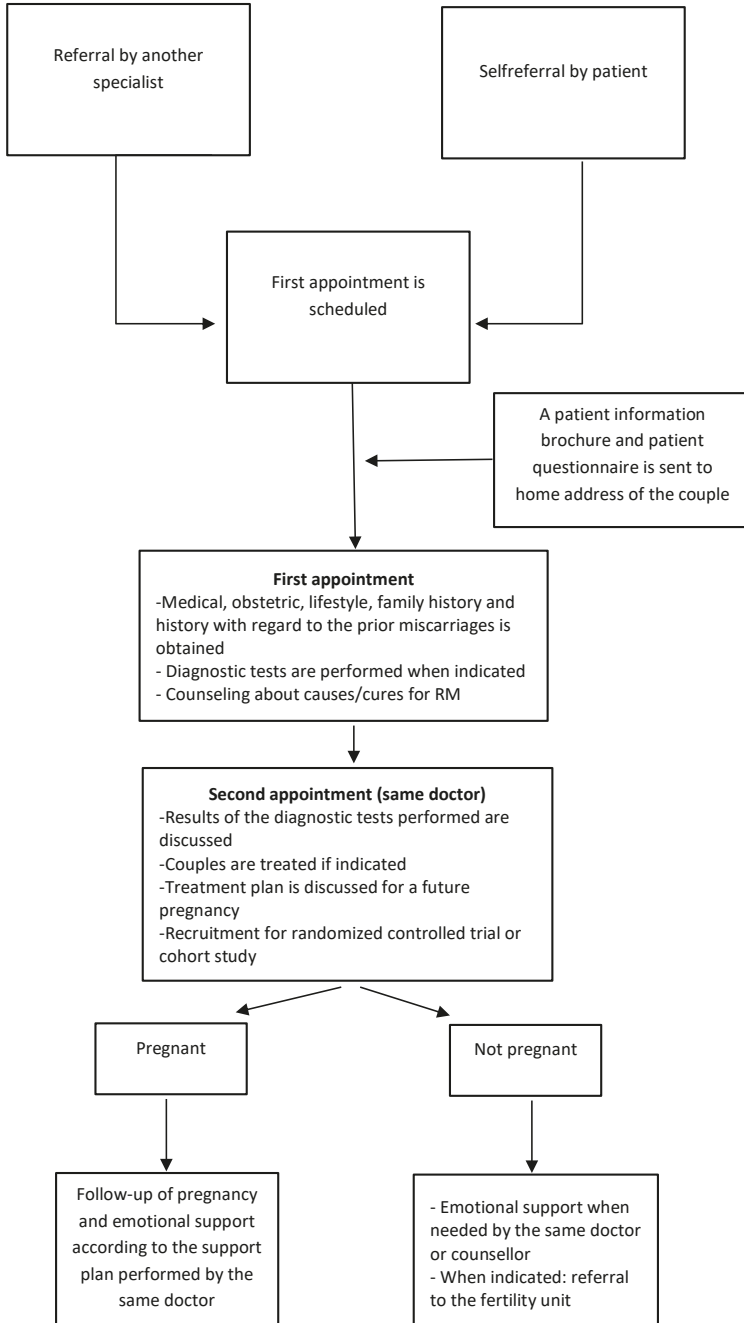 Referral by another
specialist
Selfreferral by patient
First appointment is
scheduled
A patient information
brochure and patient
questionnaire is sent to
home address of the couple
First appointment
-Medical, obstetric, lifestyle, family history and
history with regard to the prior miscarriages is
obtained
- Diagnostic tests are performed when indicated
- Counseling about causes/cures for RM
Second appointment (same doctor)
-Results of the diagnostic tests performed are
discussed
-Couples are treated if indicated
-Treatment plan is discussed for a future
pregnancy
-Recruitment for randomized controlled trial or
cohort study
Pregnant
Not pregnant
Follow-up of pregnancy
and emotional support
according to the support
plan performed by the
same doctor
- Emotional support when
needed by the same doctor
or counsellor
- When indicated: referral
to the fertility unit